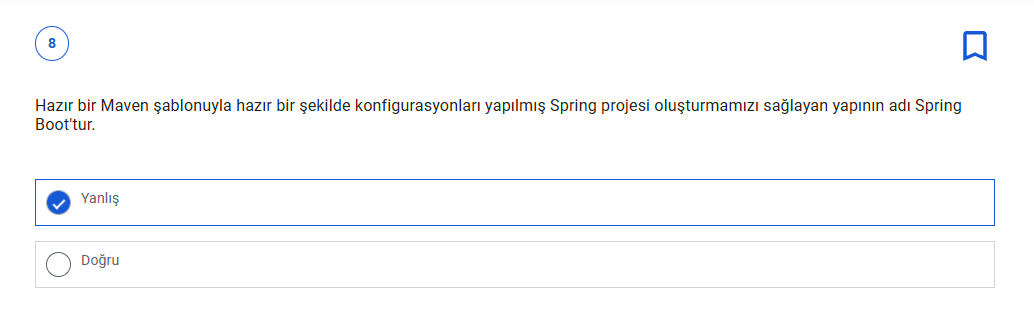 8
Hazır bir Maven şablonuyla hazır bir şekilde konfigurasyonları yapılmış Spring projesi oluşturmamızı sağlayan yapının adı Spring
Boot'tur.
Yanlış
Doğru